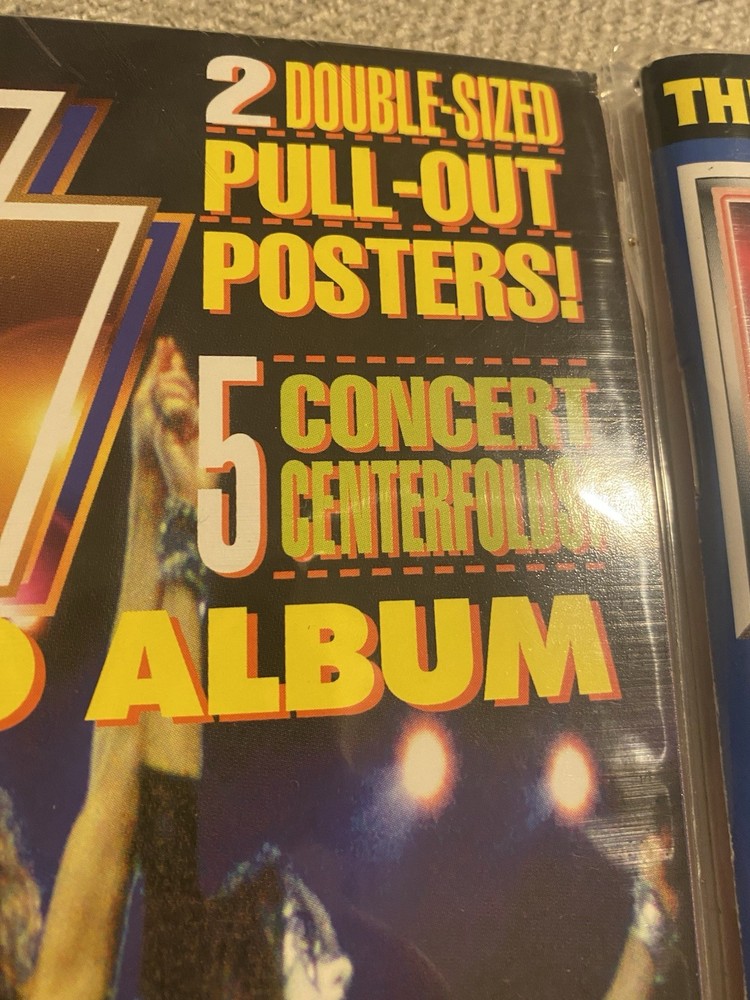 2 DOUBLE-SIZED
PULL-OUT
POSTERS!
5 CONCERT
CENTERFOLDS!
ALBUM